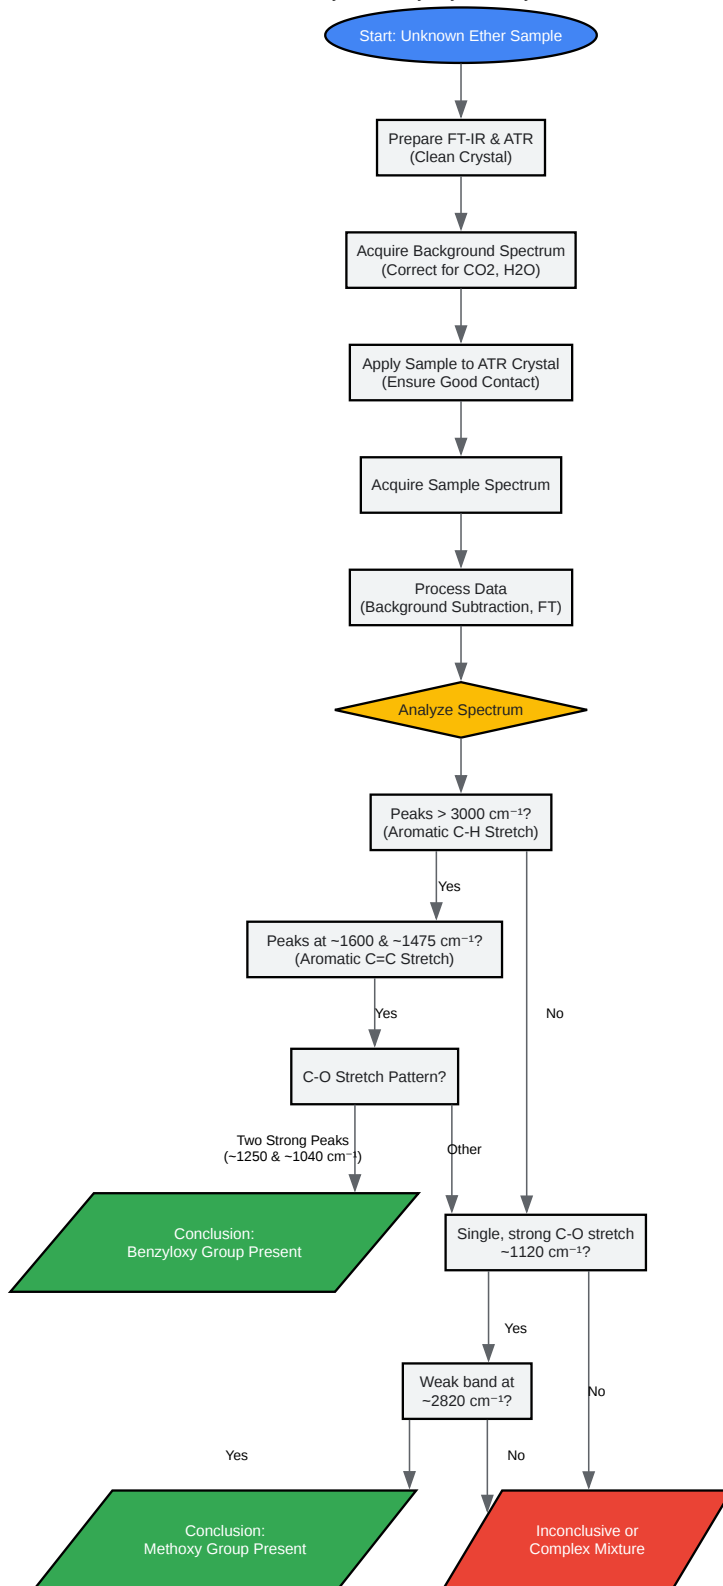 Start: Unknown Ether Sample
Prepare FT-IR & ATR
(Clean Crystal)
Acquire Background Spectrum
(Correct for CO2, H2O)
Apply Sample to ATR Crystal
(Ensure Good Contact)
Acquire Sample Spectrum
Process Data
(Background Subtraction, FT)
Analyze Spectrum
Peaks > 3000 cm⁻¹?
(Aromatic C-H Stretch)
Yes
Peaks at ~1600 & ~1475 cm⁻¹?
(Aromatic C=C Stretch)
Yes
No
C-O Stretch Pattern?
Two Strong Peaks
(~1250 & ~1040 cm⁻¹)
Other
Conclusion:
Benzyloxy Group Present
Single, strong C-O stretch
~1120 cm⁻¹?
Yes
Weak band at
~2820 cm⁻¹?
No
Yes
No
Conclusion:
Methoxy Group Present
Inconclusive or
Complex Mixture